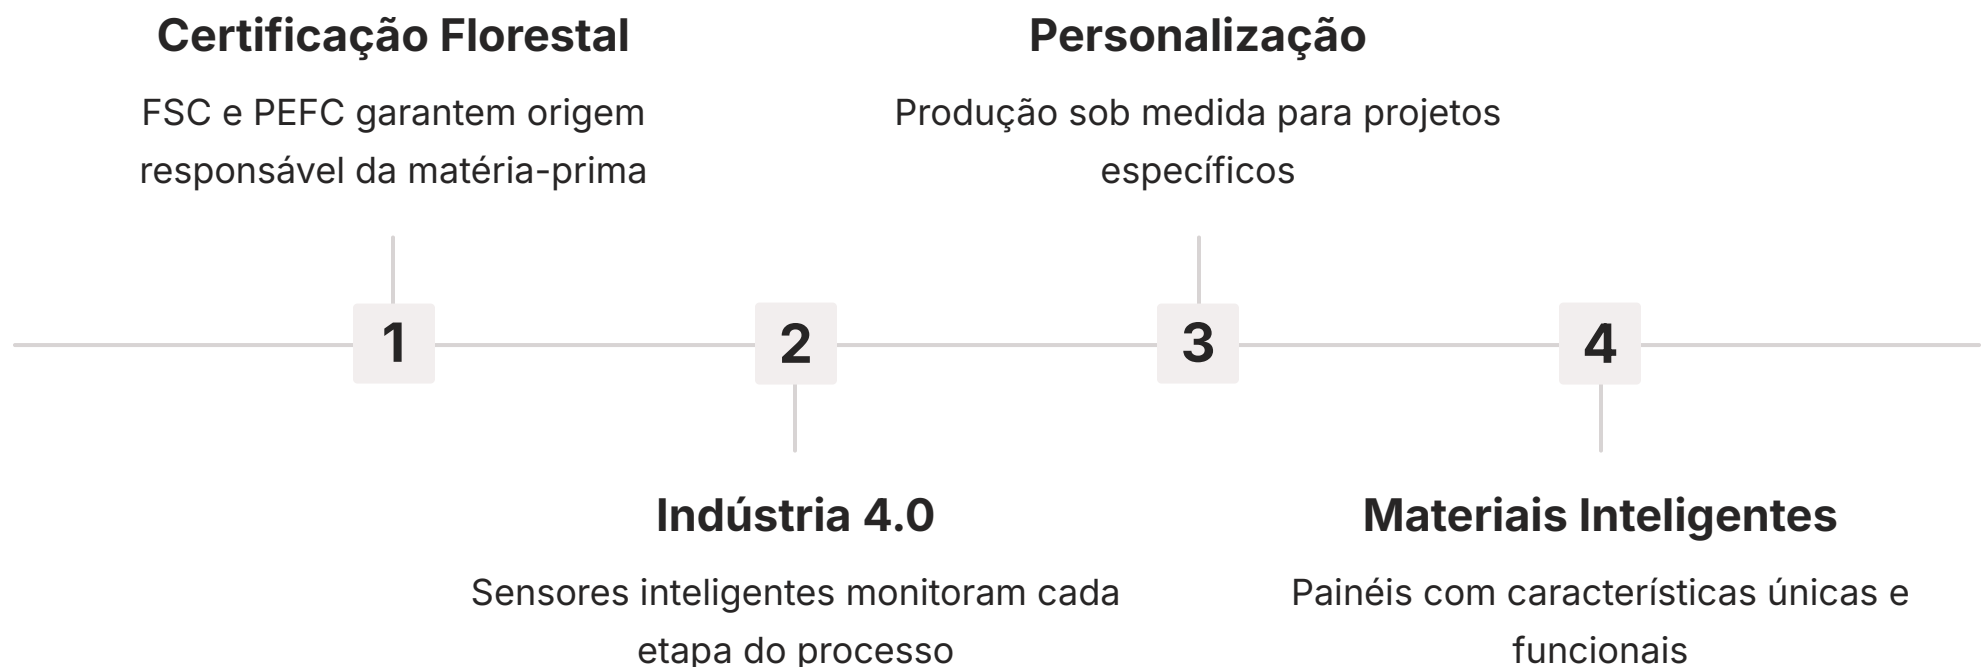 Certificação Florestal
FSC e PEFC garantem origem
responsável da matéria-prima
Personalização
Produção sob medida para projetos
específicos
1
2
3
4
Indústria 4.0
Sensores inteligentes monitoram cada
etapa do processo
Materiais Inteligentes
Painéis com características únicas e
funcionais